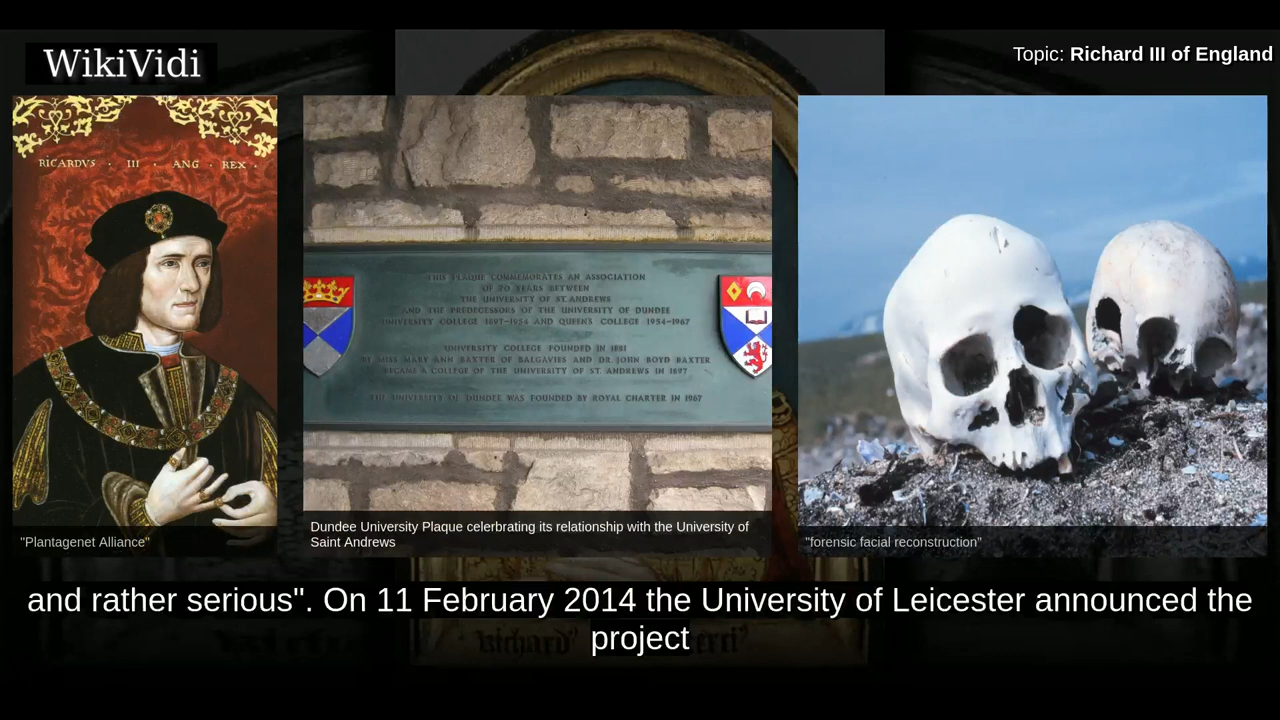 WikiVidi
Topic: Richard III of England
RICARDVS · III · ANG · REX ·
THIS PLAQUE COMMEMORATES AN ASSOCIATION
OF 70 YEARS BETWEEN
THE UNIVERSITY OF ST. ANDREWS
AND THE PREDECESSORS OF THE UNIVERSITY OF DUNDEE
UNIVERSITY COLLEGE 1897-1954 AND QUEEN'S COLLEGE 1954-1967
UNIVERSITY COLLEGE FOUNDED IN 1881
BY MISS MARY ANN BAXTER OF BALGAVIES AND DR. JOHN BOYD BAXTER
BECAME A COLLEGE OF THE UNIVERSITY OF ST. ANDREWS IN 1897
THE UNIVERSITY OF DUNDEE WAS FOUNDED BY ROYAL CHARTER IN 1967
"Plantagenet Alliance"
Dundee University Plaque celerbrating its relationship with the University of
Saint Andrews
"forensic facial reconstruction"
and rather serious". On 11 February 2014 the University of Leicester announced the
project